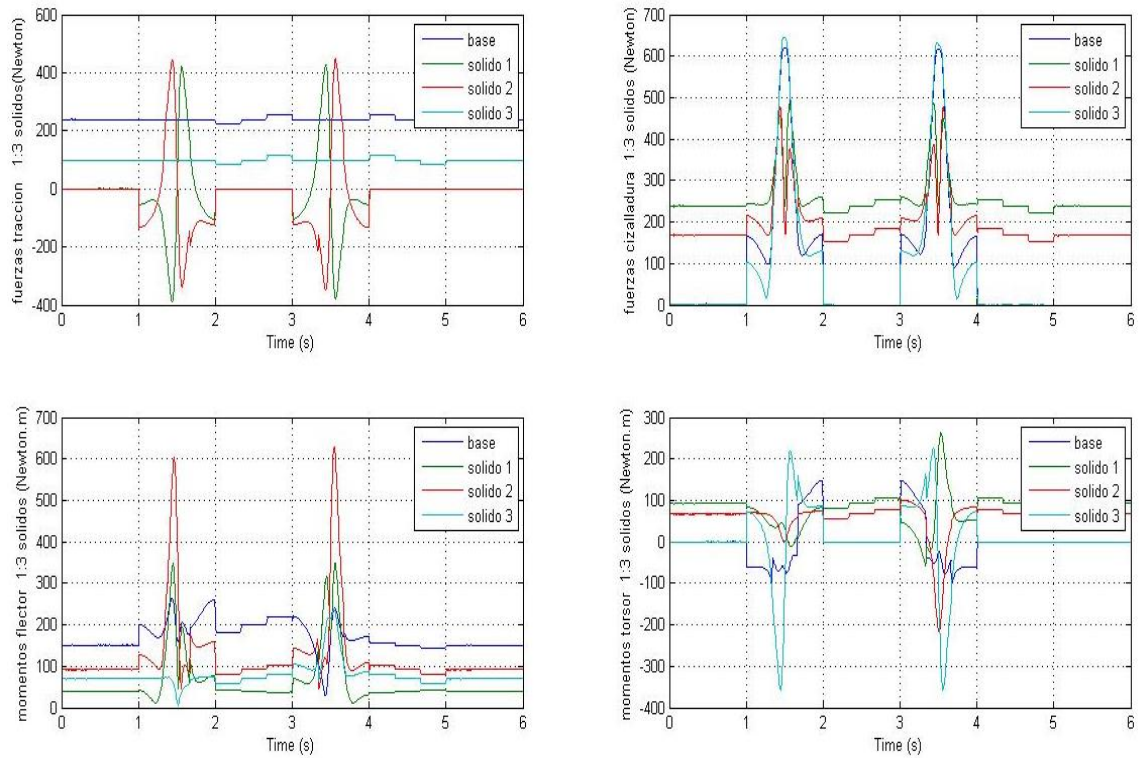 fuerzas traccion 1:3 solidos(Newton)
600
400
200
0
-200
-400
0
1
2
3
4
5
6
Time (s)
base
solido 1
solido 2
solido 3
fuerzas cizalladura 1:3 solidos (Newton)
700
600
500
400
300
200
100
0
0
1
2
3
4
5
6
Time (s)
base
solido 1
solido 2
solido 3
momentos flector 1:3 solidos (Newton.m)
700
600
500
400
300
200
100
0
0
1
2
3
4
5
6
Time (s)
base
solido 1
solido 2
solido 3
momentos torsor 1:3 solidos (Newton.m)
300
200
100
0
-100
-200
-300
-400
0
1
2
3
4
5
6
Time (s)
base
solido 1
solido 2
solido 3